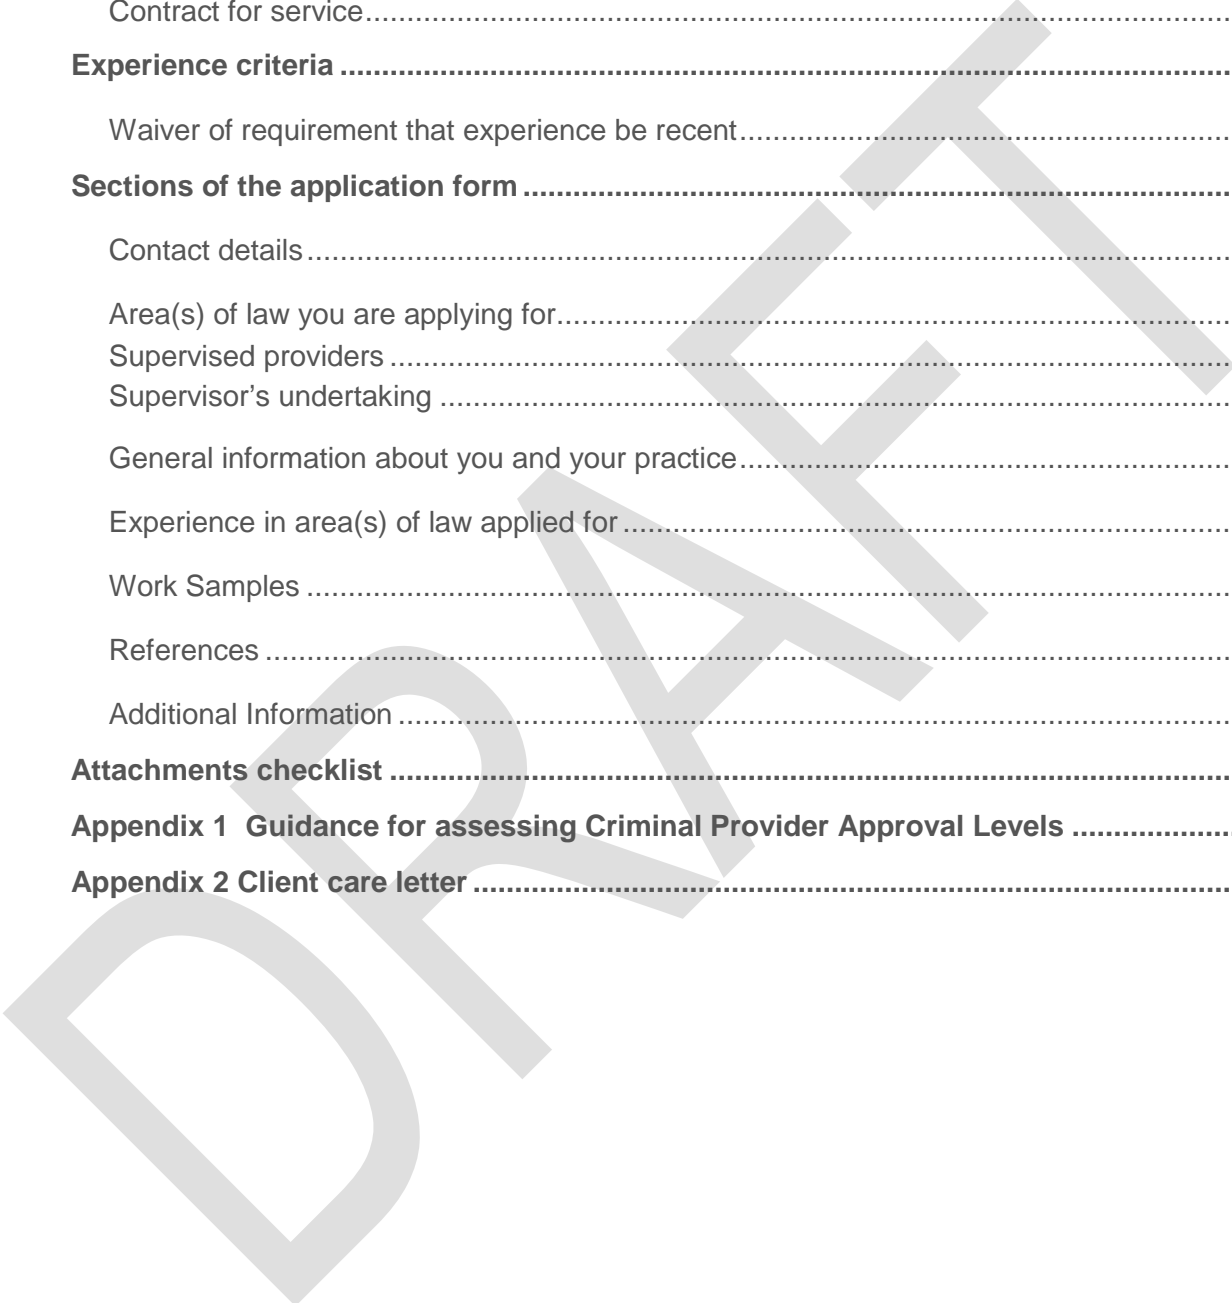 Contract for service............................................................................................................
Experience criteria............................................................................................................
Waiver of requirement that experience be recent............................................................
Sections of the application form......................................................................................
Contact details...................................................................................................................
Area(s) of law you are applying for..................................................................................
Supervised providers........................................................................................................
Supervisor’s undertaking..................................................................................................
General information about you and your practice............................................................
Experience in area(s) of law applied for..........................................................................
Work Samples...................................................................................................................
References........................................................................................................................
Additional Information.......................................................................................................
Attachments checklist......................................................................................................
Appendix 1 Guidance for assessing Criminal Provider Approval Levels...................
Appendix 2 Client care letter............................................................................................
DRAFT